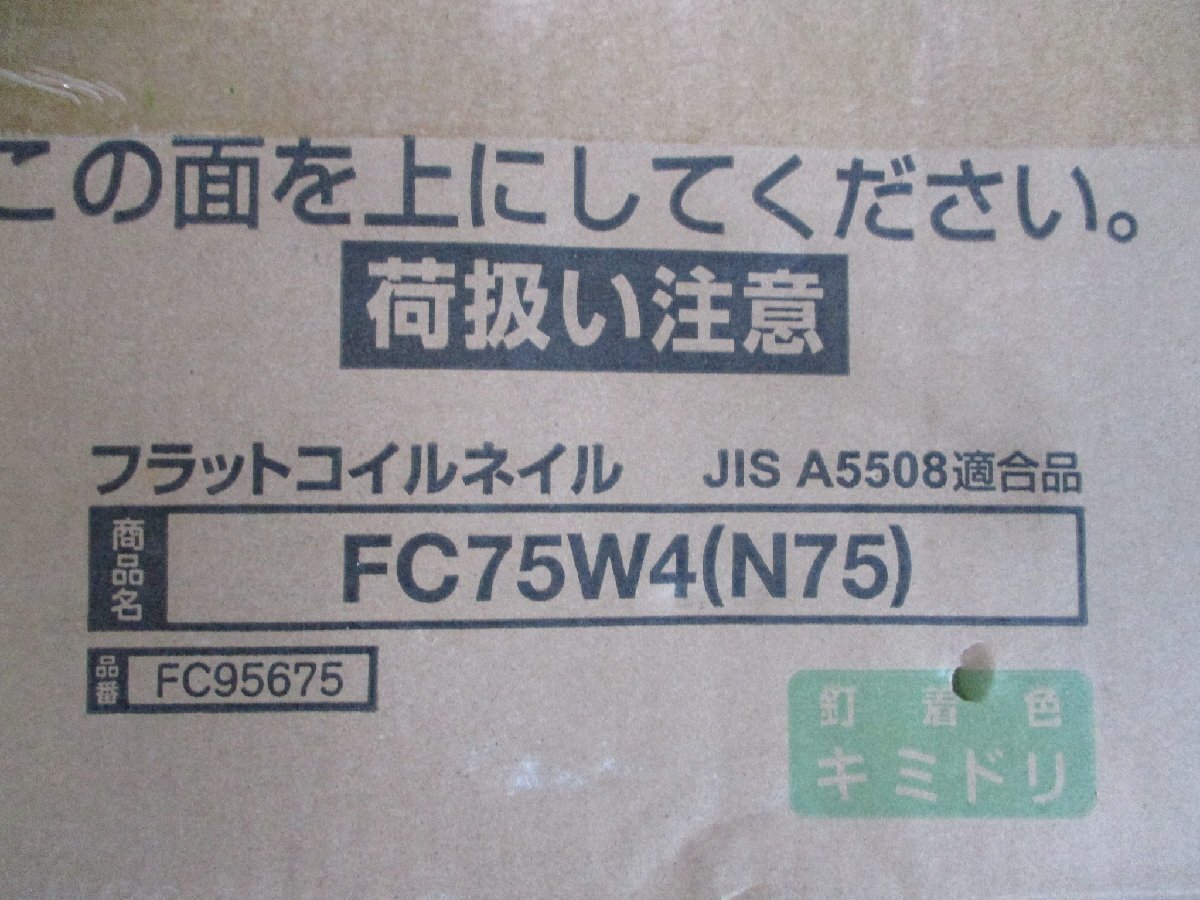 この面を上にしてください。
荷扱い注意
フラットコイルネイル JIS A5508適合品
商品名 FC75W4(N75)
品番 FC95675
釘着色
キミドリ